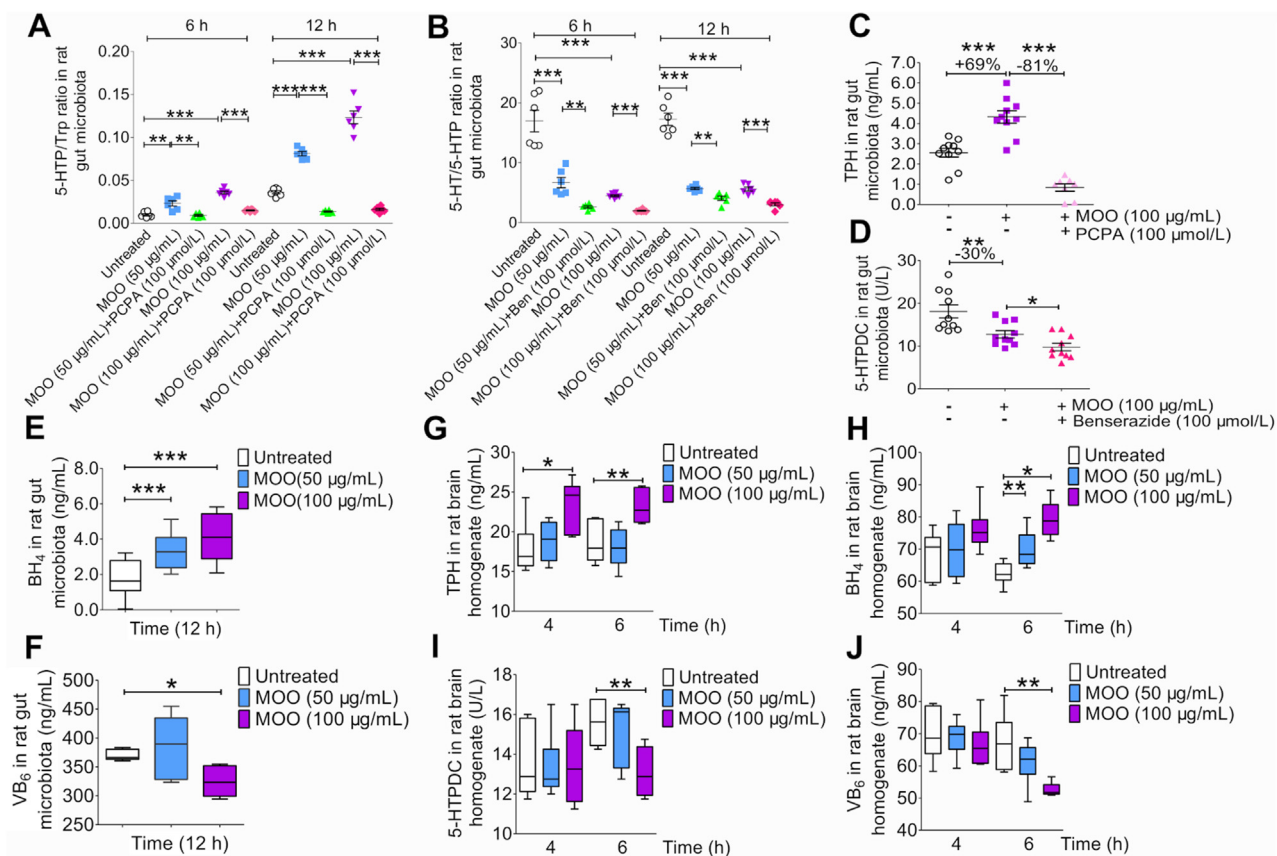 A
6 h
12 h
5-HTP/Trp ratio in rat
gut microbiota
0.20
0.15
0.10
0.05
0.00
***
***
***
***
***
***
***
**
**
Untreated
MOO (50 µg/mL)
MOO (50 µg/mL)+PCPA (100 µmol/L)
MOO (100 µg/mL)
MOO (100 µg/mL)+PCPA (100 µmol/L)
Untreated
MOO (50 µg/mL)
MOO (50 µg/mL)+PCPA (100 µmol/L)
MOO (100 µg/mL)
MOO (100 µg/mL)+PCPA (100 µmol/L)
B
6 h
12 h
5-HT/5-HTP ratio in rat
gut microbiota
30
20
10
0
***
***
***
***
**
***
**
***
Untreated
MOO (50 µg/mL)
MOO (50 µg/mL)+Ben (100 µmol/L)
MOO (100 µg/mL)
MOO (100 µg/mL)+Ben (100 µmol/L)
Untreated
MOO (50 µg/mL)
MOO (50 µg/mL)+Ben (100 µmol/L)
MOO (100 µg/mL)
MOO (100 µg/mL)+Ben (100 µmol/L)
C
TPH in rat gut
microbiota (ng/mL)
7.0
6.0
5.0
4.0
3.0
2.0
1.0
0.0
*** ***
+69% -81%
- + + MOO (100 µg/mL)
- - + PCPA (100 µmol/L)
D
5-HTPDC in rat gut
microbiota (U/L)
30
20
10
0
**
-30%
*
- + + MOO (100 µg/mL)
- - + Benserazide (100 µmol/L)
E
BH4 in rat gut
microbiota (ng/mL)
8.0
6.0
4.0
2.0
0.0
***
***
Untreated
MOO(50 µg/mL)
MOO(100 µg/mL)
Time (12 h)
G
TPH in rat brain
homogenate (ng/mL)
30
25
20
15
10
*
**
Untreated
MOO (50 µg/mL)
MOO (100 µg/mL)
4 6 Time (h)
H
BH4 in rat brain
homogenate (ng/mL)
100
90
80
70
60
50
*
**
Untreated
MOO (50 µg/mL)
MOO (100 µg/mL)
4 6 Time (h)
F
VB6 in rat gut
microbiota (ng/mL)
500
450
400
350
300
250
*
Untreated
MOO (50 µg/mL)
MOO (100 µg/mL)
Time (12 h)
I
5-HTPDC in rat brain
homogenate (U/L)
18
16
14
12
10
**
Untreated
MOO (50 µg/mL)
MOO (100 µg/mL)
4 6 Time (h)
J
VB6 in rat brain
homogenate (ng/mL)
90
80
70
60
50
40
**
Untreated
MOO (50 µg/mL)
MOO (100 µg/mL)
4 6 Time (h)